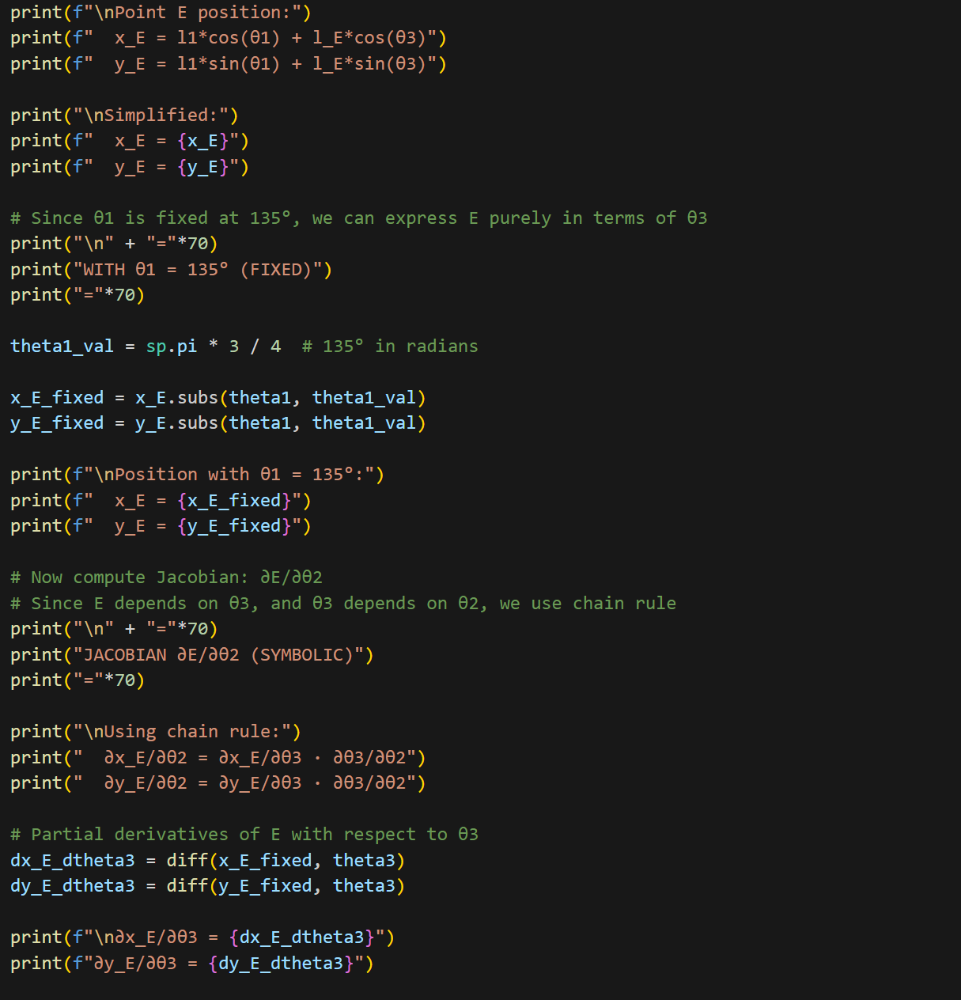 print(f"\nPoint E position:")
print(f"  x_E = l1*cos(θ1) + l_E*cos(θ3)")
print(f"  y_E = l1*sin(θ1) + l_E*sin(θ3)")

print("\nSimplified:")
print(f"  x_E = {x_E}")
print(f"  y_E = {y_E}")

# Since θ1 is fixed at 135°, we can express E purely in terms of θ3
print("\n" + "="*70)
print("WITH θ1 = 135° (FIXED)")
print("="*70)

theta1_val = sp.pi * 3 / 4  # 135° in radians

x_E_fixed = x_E.subs(theta1, theta1_val)
y_E_fixed = y_E.subs(theta1, theta1_val)

print(f"\nPosition with θ1 = 135°:")
print(f"  x_E = {x_E_fixed}")
print(f"  y_E = {y_E_fixed}")

# Now compute Jacobian: ∂E/∂θ2
# Since E depends on θ3, and θ3 depends on θ2, we use chain rule
print("\n" + "="*70)
print("JACOBIAN ∂E/∂θ2 (SYMBOLIC)")
print("="*70)

print("\nUsing chain rule:")
print("  ∂x_E/∂θ2 = ∂x_E/∂θ3 · ∂θ3/∂θ2")
print("  ∂y_E/∂θ2 = ∂y_E/∂θ3 · ∂θ3/∂θ2")

# Partial derivatives of E with respect to θ3
dx_E_dtheta3 = diff(x_E_fixed, theta3)
dy_E_dtheta3 = diff(y_E_fixed, theta3)

print(f"\n∂x_E/∂θ3 = {dx_E_dtheta3}")
print(f"∂y_E/∂θ3 = {dy_E_dtheta3}")